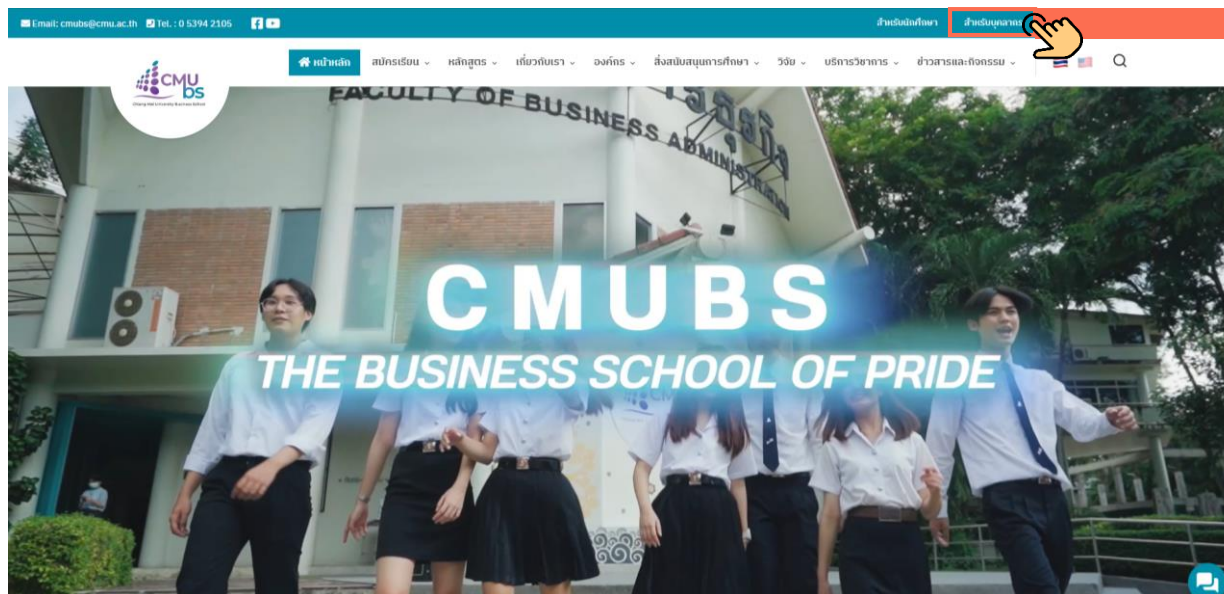 Email: cmubs@cmu.ac.th Tel. : 0 5394 2105
สำหรับนักศึกษา สำหรับบุคลากร
CMU
BS
Chiang Mai University Business School
หน้าหลัก สมัครเรียน หลักสูตร เกี่ยวกับเรา องค์กร สิ่งสนับสนุนการศึกษา วิจัย บริการวิชาการ ข่าวสารและกิจกรรม
FACULTY OF BUSINESS ADMINISTRATION
CMUBS
THE BUSINESS SCHOOL OF PRIDE